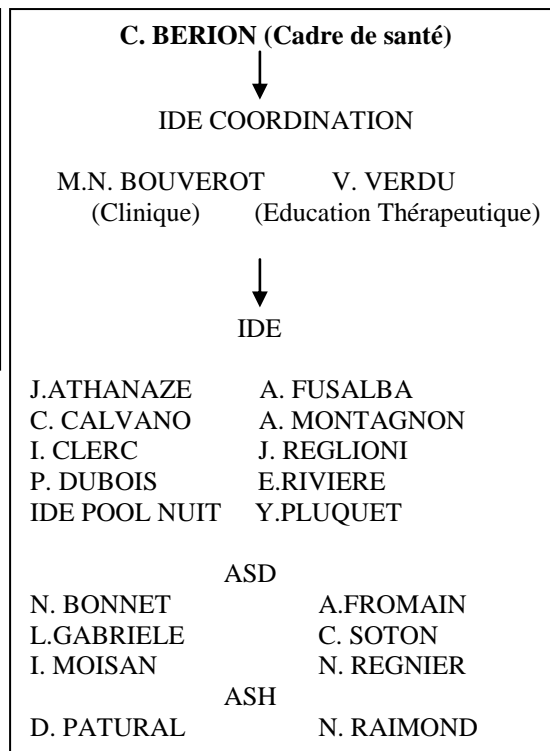 C. BERION (Cadre de santé)
IDE COORDINATION
M.N. BOUVEROT V. VERDU
(Clinique) (Education Thérapeutique)
IDE
J.ATHANAZE A. FUSALBA
C. CALVANO A. MONTAGNON
I. CLERC J. REGLIONI
P. DUBOIS E.RIVIERE
IDE POOL NUIT Y.PLUQUET
ASD
N. BONNET A.FROMAIN
L.GABRIELE C. SOTON
I. MOISAN N. REGNIER
ASH
D. PATURAL N. RAIMOND